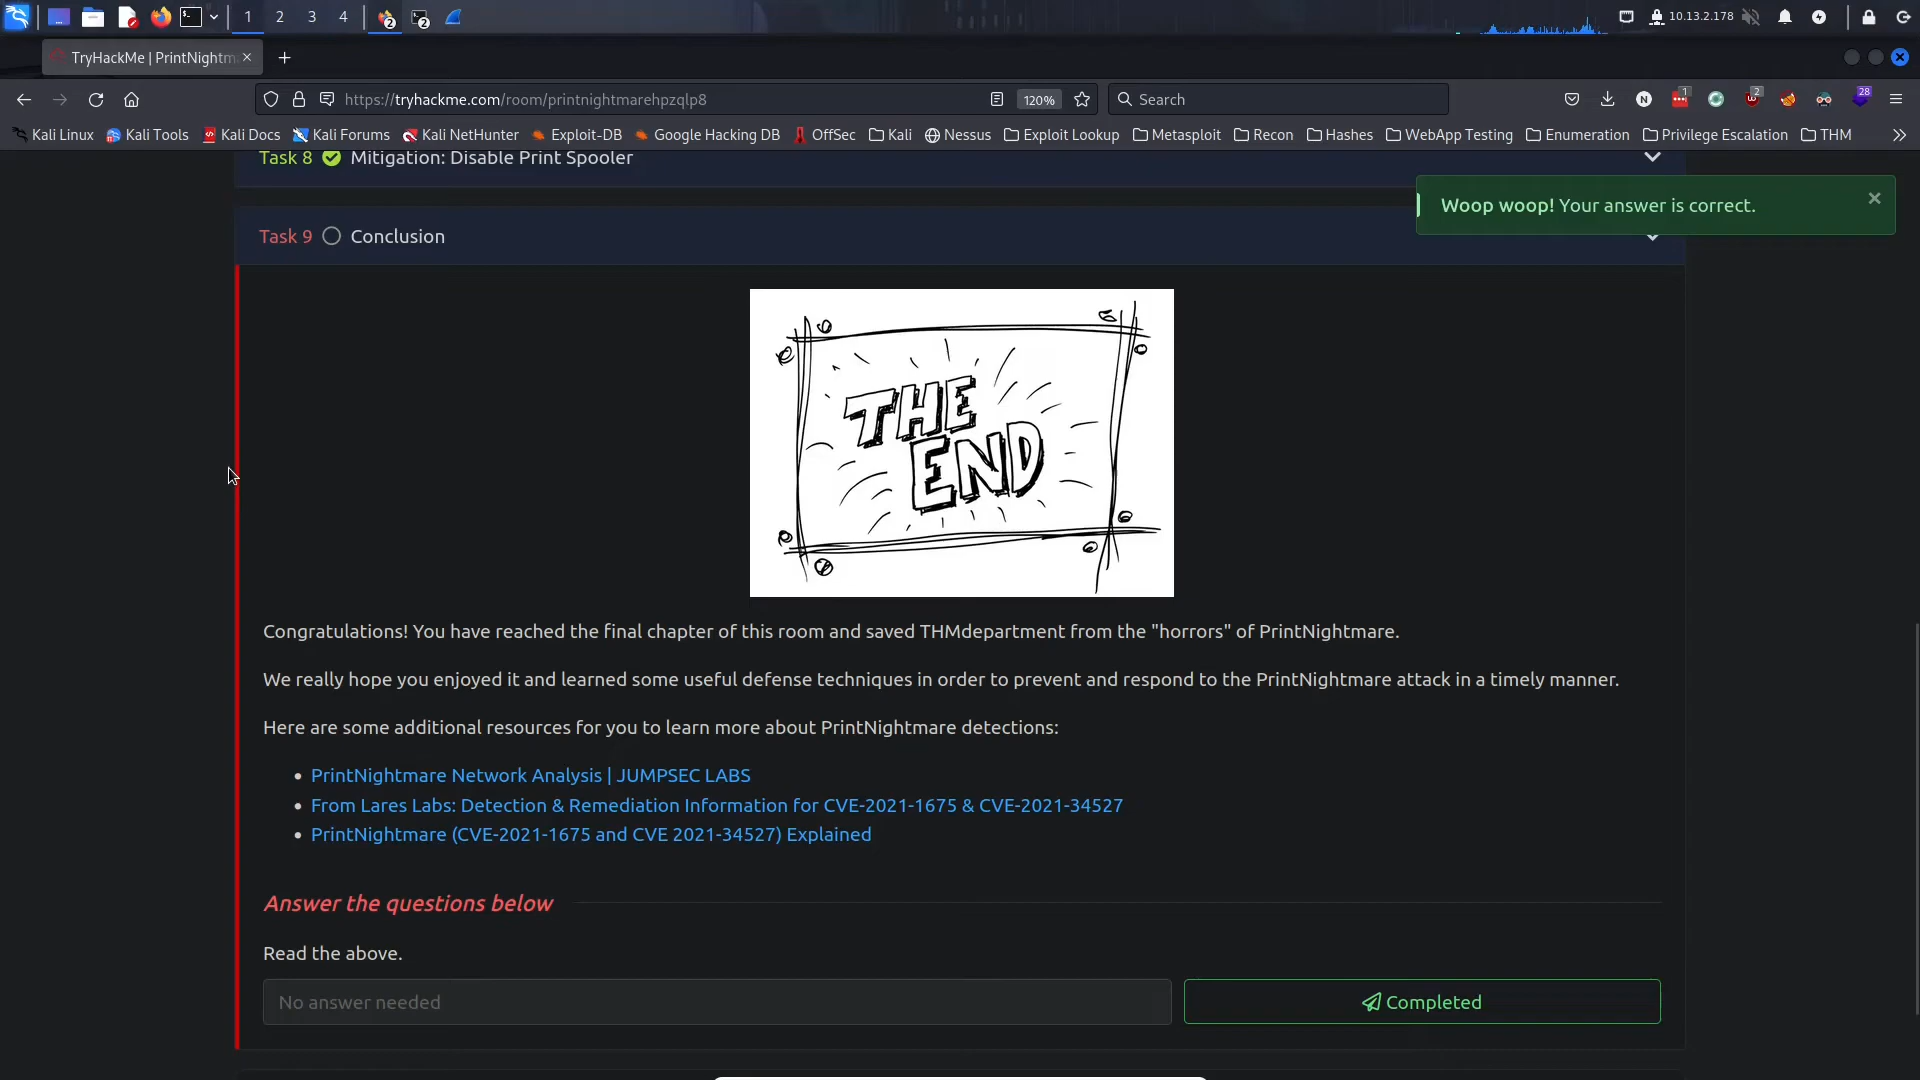 1 2 3 4 2 2 10.13.2.178
TryHackMe | PrintNightm
https://tryhackme.com/room/printnightmarehpzqlp8 120% Search N 1 2 28
Kali Linux Kali Tools Kali Docs Kali Forums Kali NetHunter Exploit-DB Google Hacking DB OffSec Kali Nessus Exploit Lookup Metasploit Recon Hashes WebApp Testing Enumeration Privilege Escalation THM
Task 8 Mitigation: Disable Print Spooler
Woop woop! Your answer is correct.
Task 9 Conclusion
THE
END
Congratulations! You have reached the final chapter of this room and saved THMdepartment from the "horrors" of PrintNightmare.
We really hope you enjoyed it and learned some useful defense techniques in order to prevent and respond to the PrintNightmare attack in a timely manner.
Here are some additional resources for you to learn more about PrintNightmare detections:
• PrintNightmare Network Analysis | JUMPSEC LABS
• From Lares Labs: Detection & Remediation Information for CVE-2021-1675 & CVE-2021-34527
• PrintNightmare (CVE-2021-1675 and CVE 2021-34527) Explained
Answer the questions below
Read the above.
No answer needed
Completed